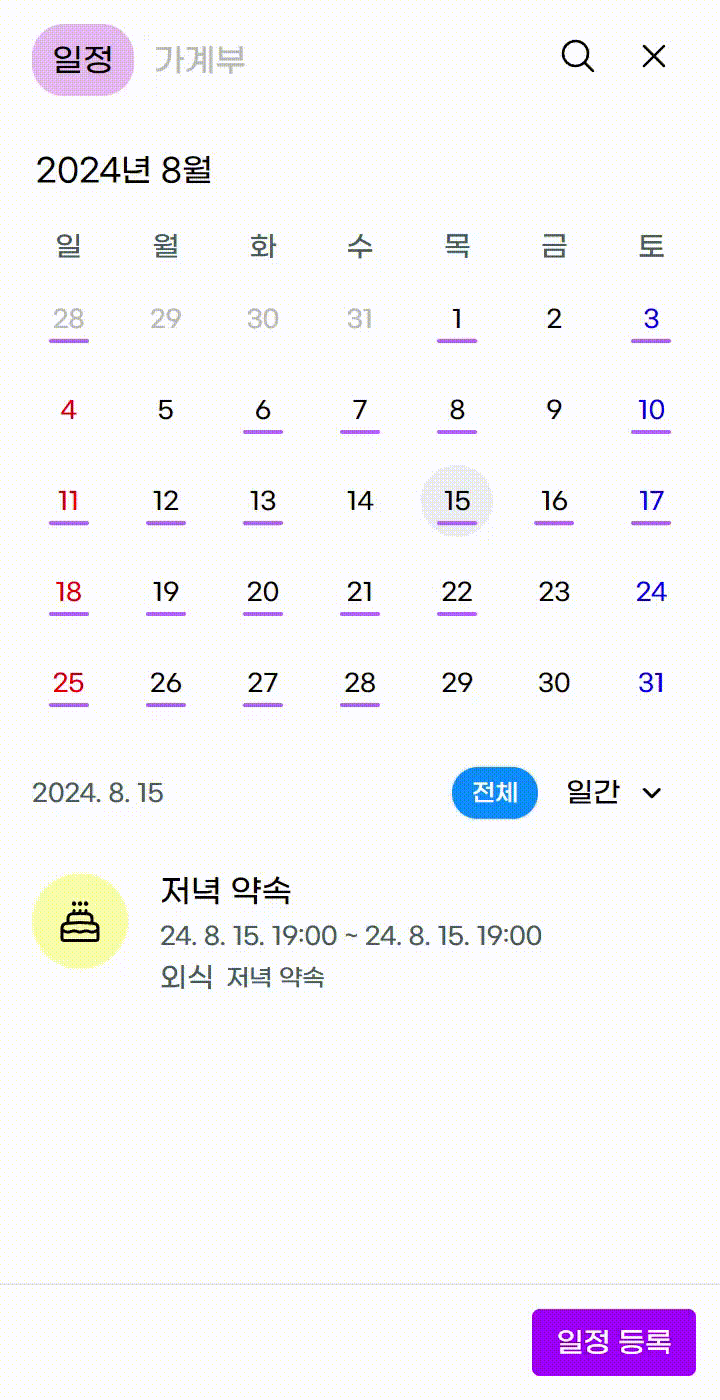 일정 가계부
2024년 8월
일 월 화 수 목 금 토
28 29 30 31 1 2 3
4 5 6 7 8 9 10
11 12 13 14 15 16 17
18 19 20 21 22 23 24
25 26 27 28 29 30 31
2024. 8. 15 전체 일간
저녁 약속
24. 8. 15. 19:00 ~ 24. 8. 15. 19:00
외식 저녁 약속
일정 등록